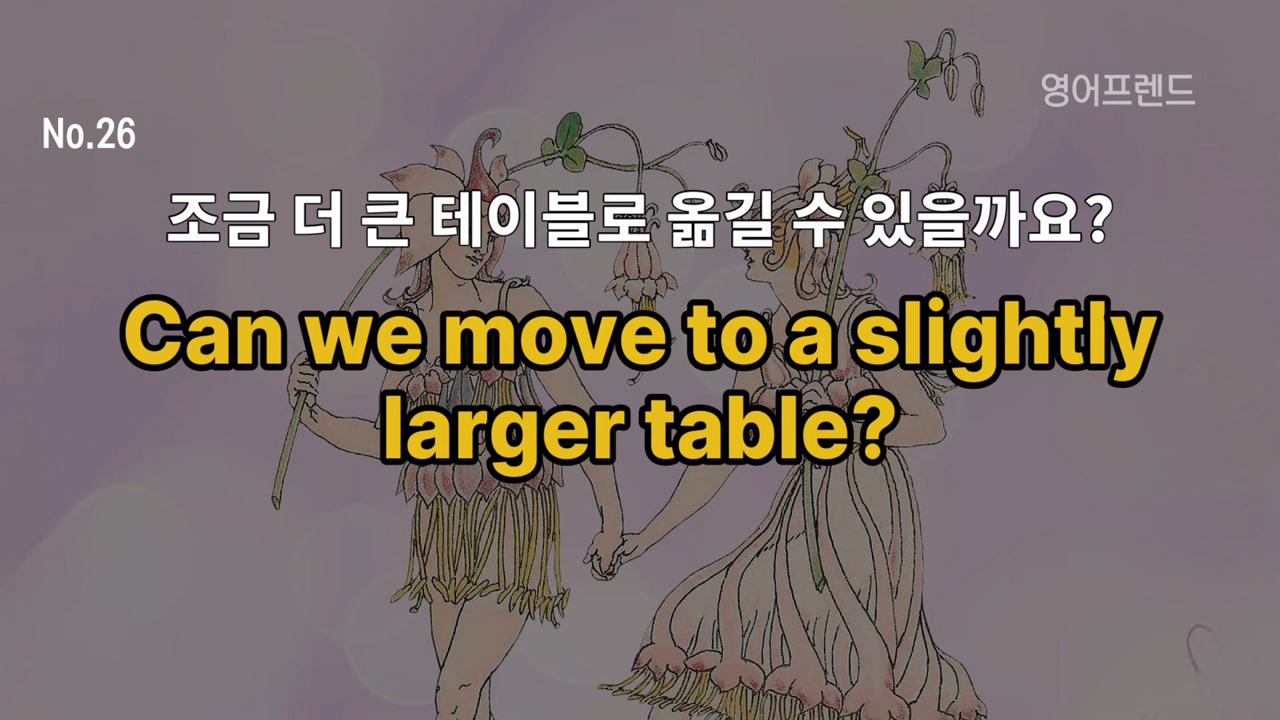 영어프렌드
No.26
조금 더 큰 테이블로 옮길 수 있을까요?
Can we move to a slightly
larger table?